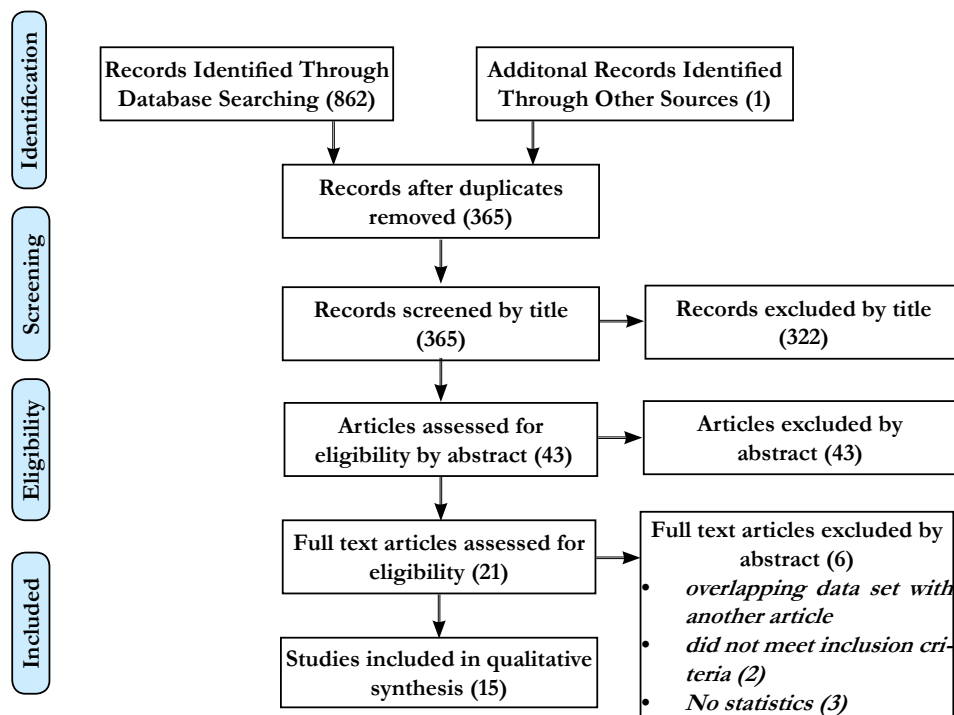 Identification
Records Identified Through
Database Searching (862)
Additonal Records Identified
Through Other Sources (1)
Records after duplicates
removed (365)
Screening
Records screened by title
(365)
Records excluded by title
(322)
Eligibility
Articles assessed for
eligibility by abstract (43)
Articles excluded by
abstract (43)
Included
Full text articles assessed for
eligibility (21)
Full text articles excluded by
abstract (6)
• overlapping data set with
another article
• did not meet inclusion cri-
teria (2)
• No statistics (3)
Studies included in qualitative
synthesis (15)